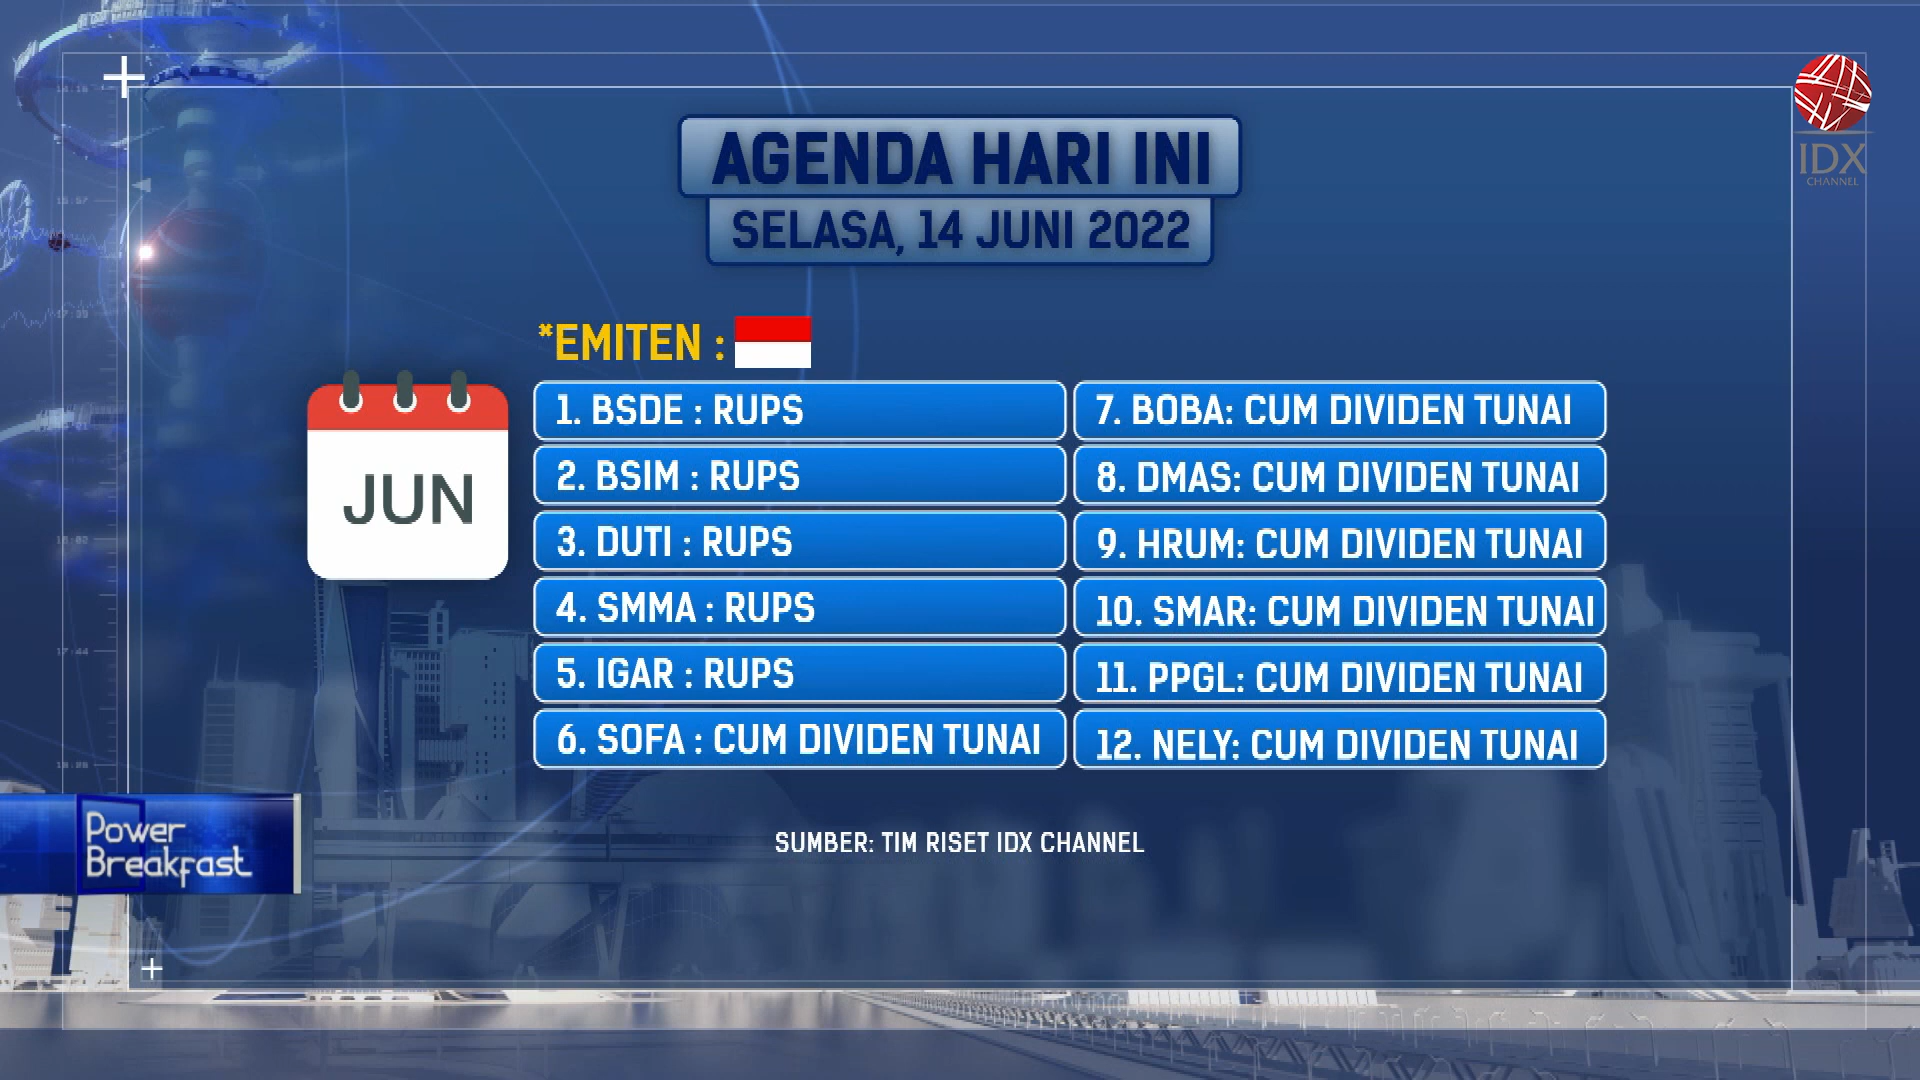 AGENDA HARI INI
SELASA, 14 JUNI 2022
IDX
CHANNEL
*EMITEN :
JUN
1. BSDE : RUPS
2. BSIM : RUPS
3. DUTI : RUPS
4. SMMA : RUPS
5. IGAR : RUPS
6. SOFA : CUM DIVIDEN TUNAI
7. BOBA: CUM DIVIDEN TUNAI
8. DMAS: CUM DIVIDEN TUNAI
9. HRUM: CUM DIVIDEN TUNAI
10. SMAR: CUM DIVIDEN TUNAI
11. PPGL: CUM DIVIDEN TUNAI
12. NELY: CUM DIVIDEN TUNAI
Power
Breakfast
SUMBER: TIM RISET IDX CHANNEL